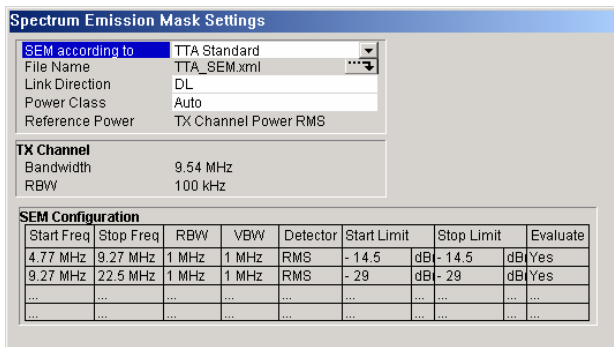 Spectrum Emission Mask Settings
SEM according to TTA Standard
File Name TTA_SEM.xml
Link Direction DL
Power Class Auto
Reference Power TX Channel Power RMS
TX Channel
Bandwidth 9.54 MHz
RBW 100 kHz
SEM Configuration
Start Freq Stop Freq RBW VBW Detector Start Limit Stop Limit Evaluate
4.77 MHz 9.27 MHz 1 MHz 1 MHz RMS - 14.5 - 14.5 Yes
9.27 MHz 22.5 MHz 1 MHz 1 MHz RMS - 29 - 29 Yes
... ... ... ... ... ... ... ... ... ...
... ... ... ... ... ... ... ... ... ...